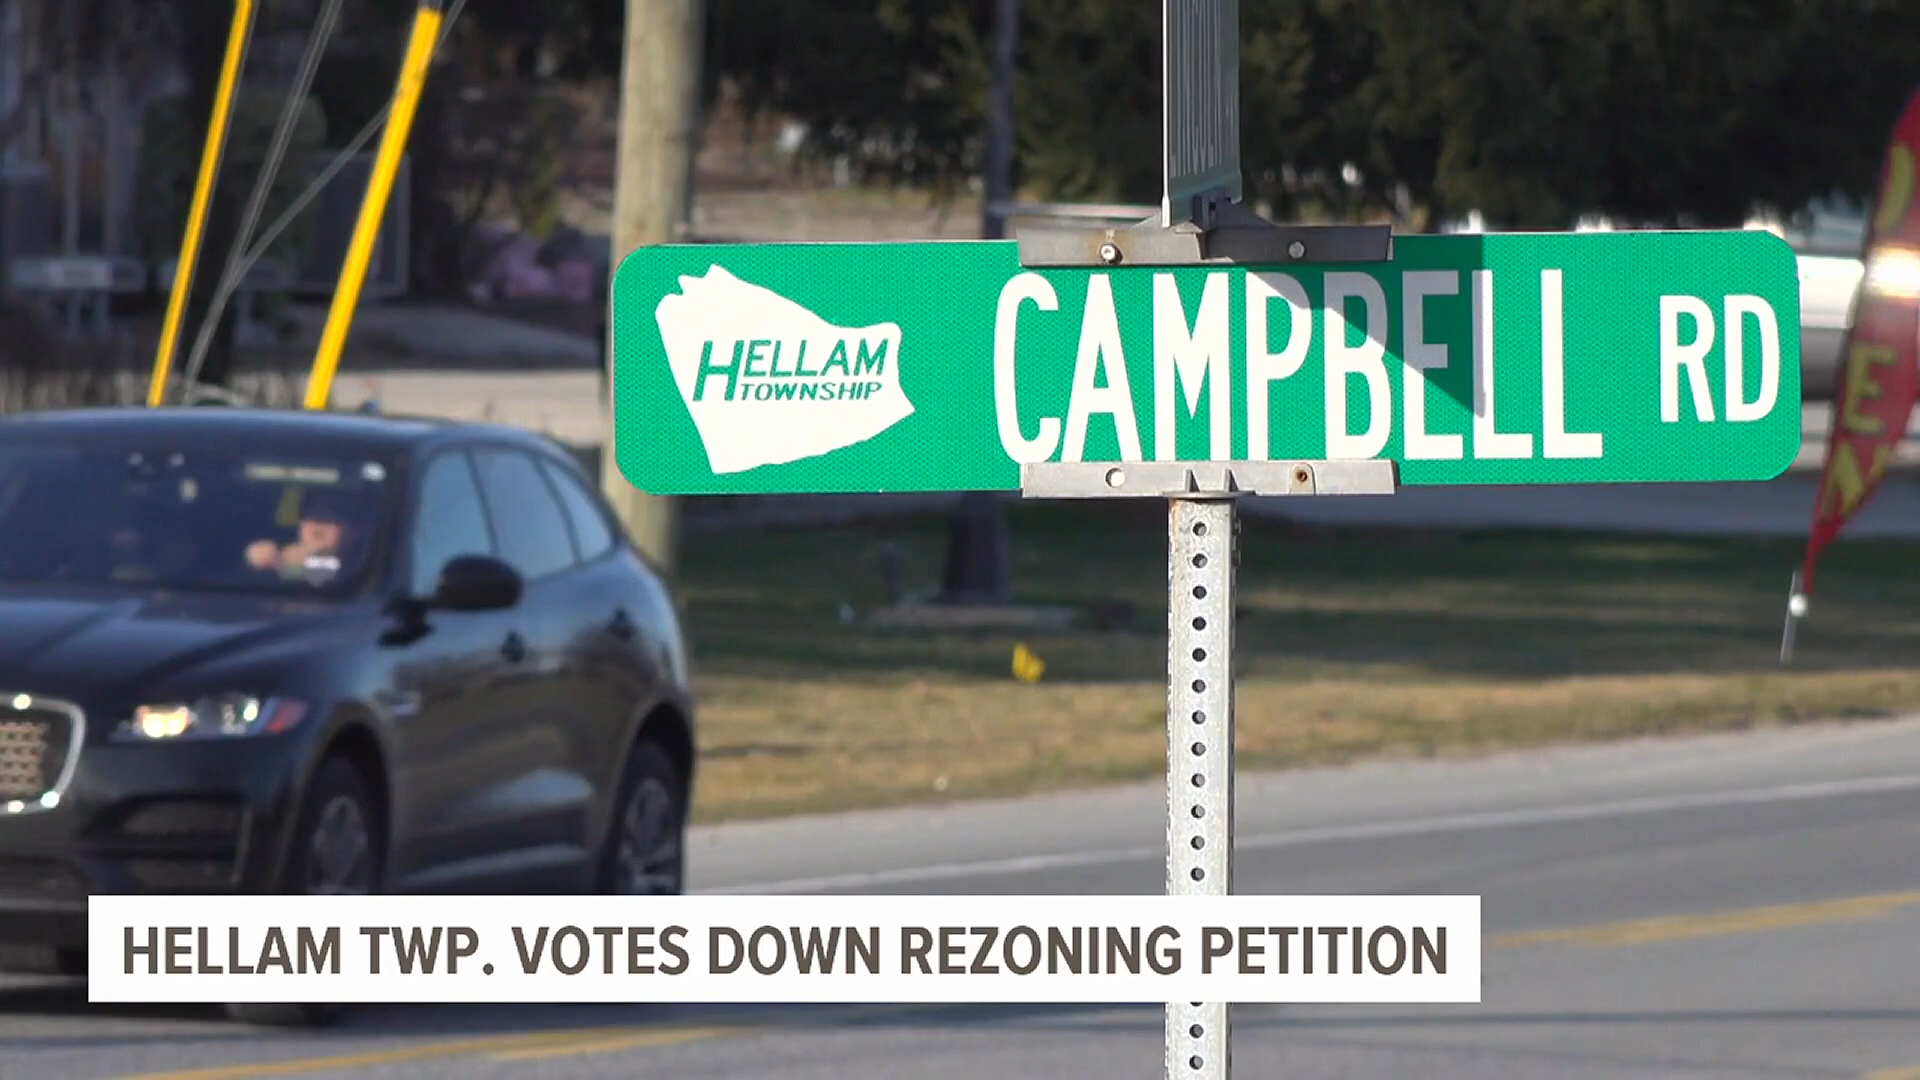 HELLAM
TOWNSHIP
CAMPBELL RD
HELLAM TWP. VOTES DOWN REZONING PETITION